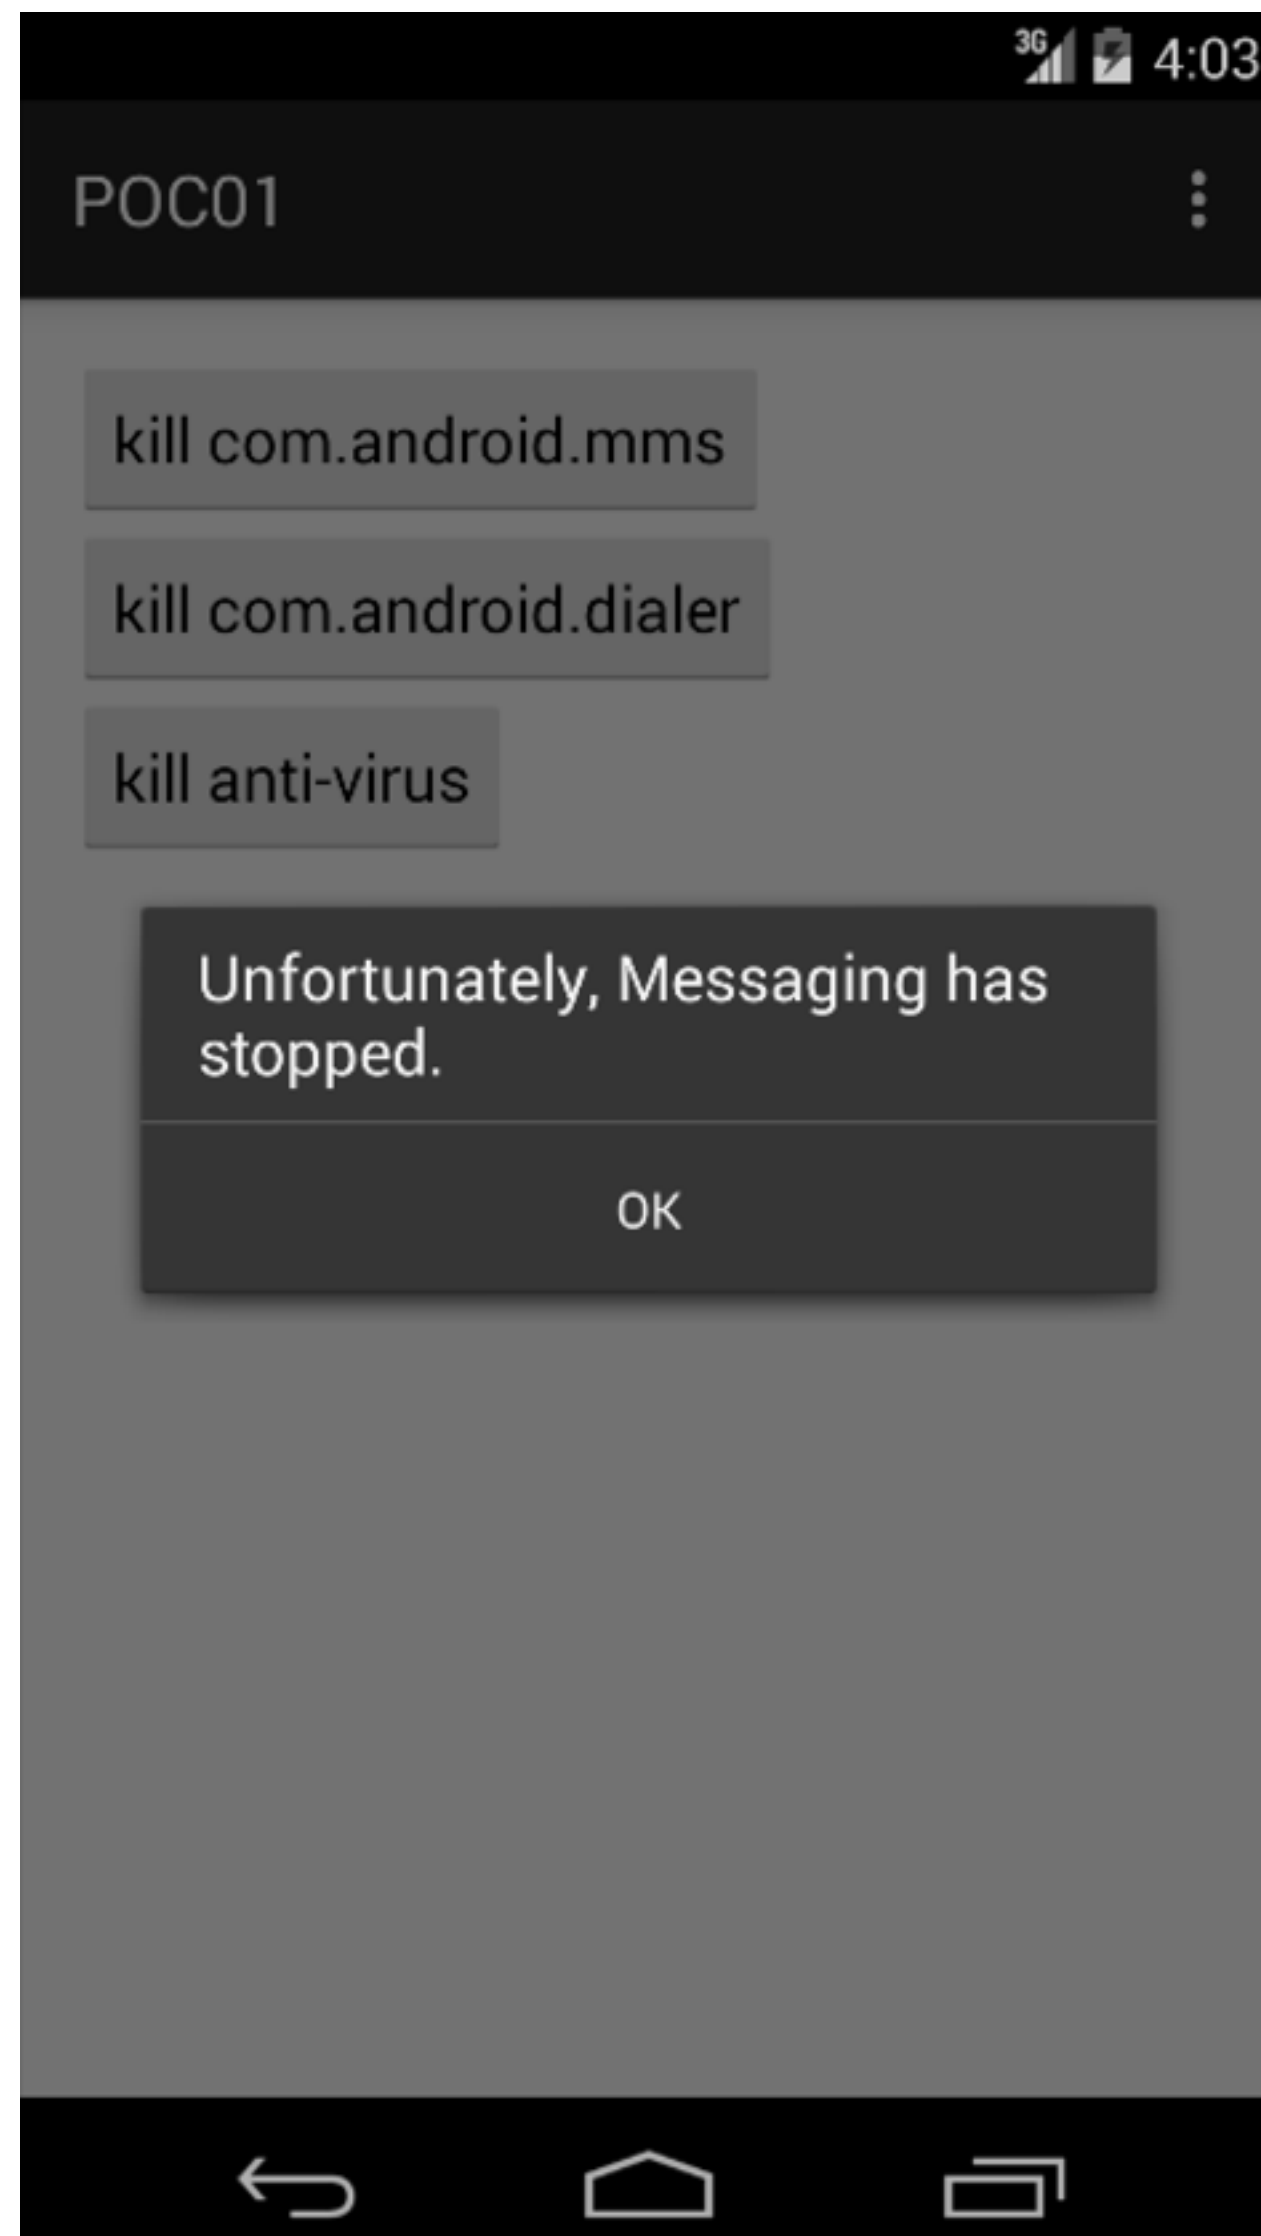 3G 4:03
POC01
kill com.android.mms
kill com.android.dialer
kill anti-virus
Unfortunately, Messaging has
stopped.
OK